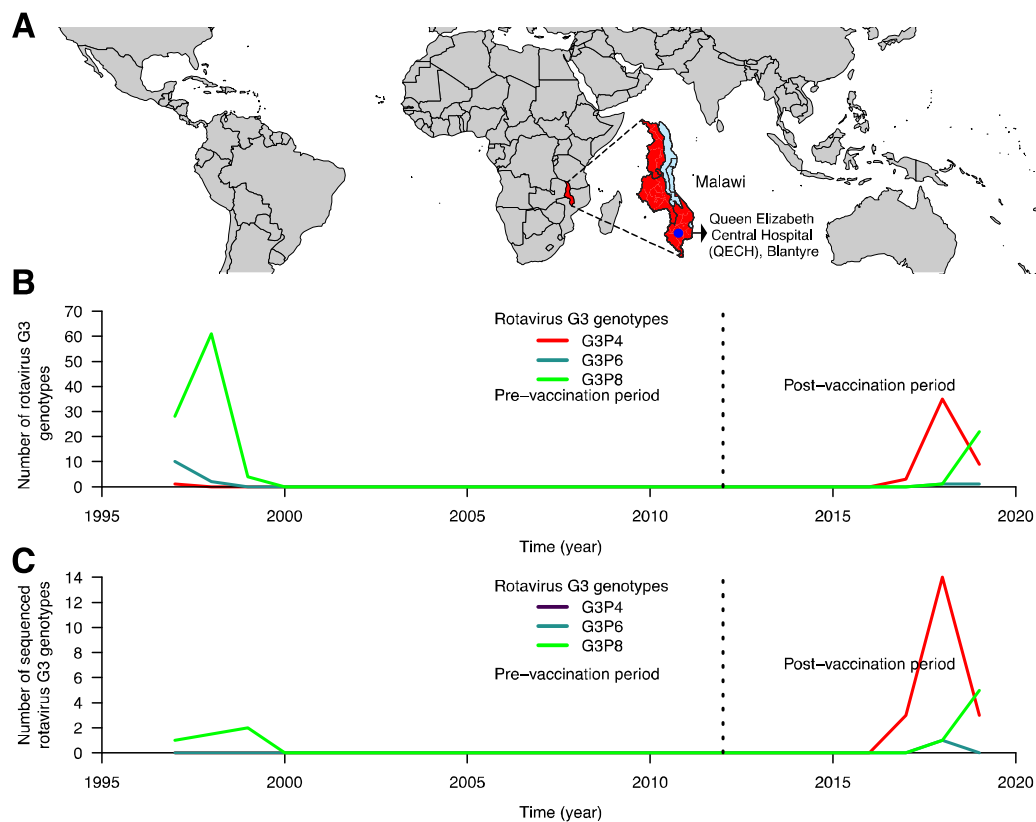 A
Malawi
Queen Elizabeth
Central Hospital
(QECH), Blantyre
B
Number of rotavirus G3
genotypes
70
60
50
40
30
20
10
0
Rotavirus G3 genotypes
G3P4
G3P6
G3P8
Pre−vaccination period
Post−vaccination period
1995
2000
2005
2010
2015
2020
Time (year)
C
Number of sequenced
rotavirus G3 genotypes
14
12
10
8
6
4
2
0
Rotavirus G3 genotypes
G3P4
G3P6
G3P8
Pre−vaccination period
Post−vaccination period
1995
2000
2005
2010
2015
2020
Time (year)